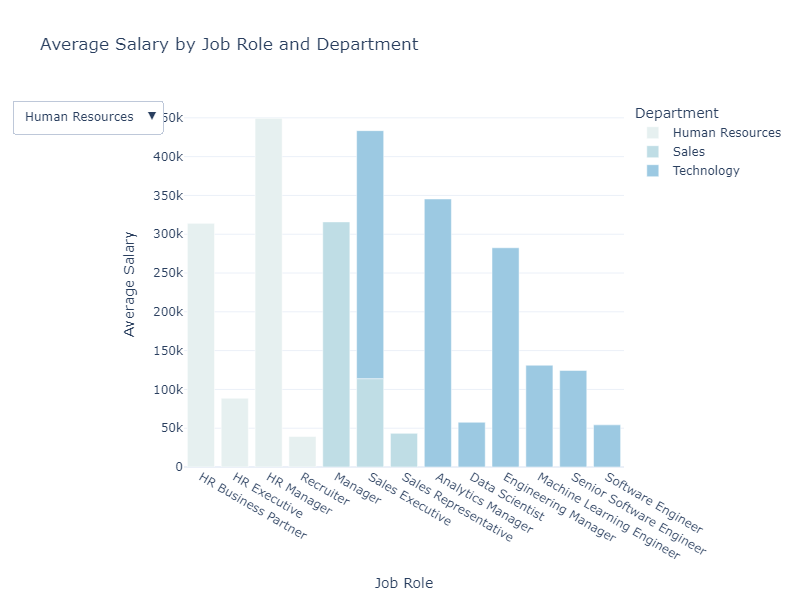 Average Salary by Job Role and Department
Human Resources ▼
Department
Human Resources
Sales
Technology
50k
400k
350k
300k
250k
200k
150k
100k
50k
0
Average Salary
HR Business Partner
HR Executive
HR Manager
Recruiter
Manager
Sales Executive
Sales Representative
Analytics Manager
Data Scientist
Engineering Manager
Machine Learning Engineer
Senior Software Engineer
Software Engineer
Job Role